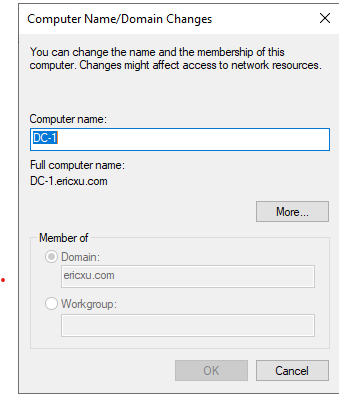 Computer Name/Domain Changes
You can change the name and the membership of this
computer. Changes might affect access to network resources.
Computer name:
DC-1
Full computer name:
DC-1.ericxu.com
More...
Member of
Domain:
ericxu.com
Workgroup:
OK
Cancel